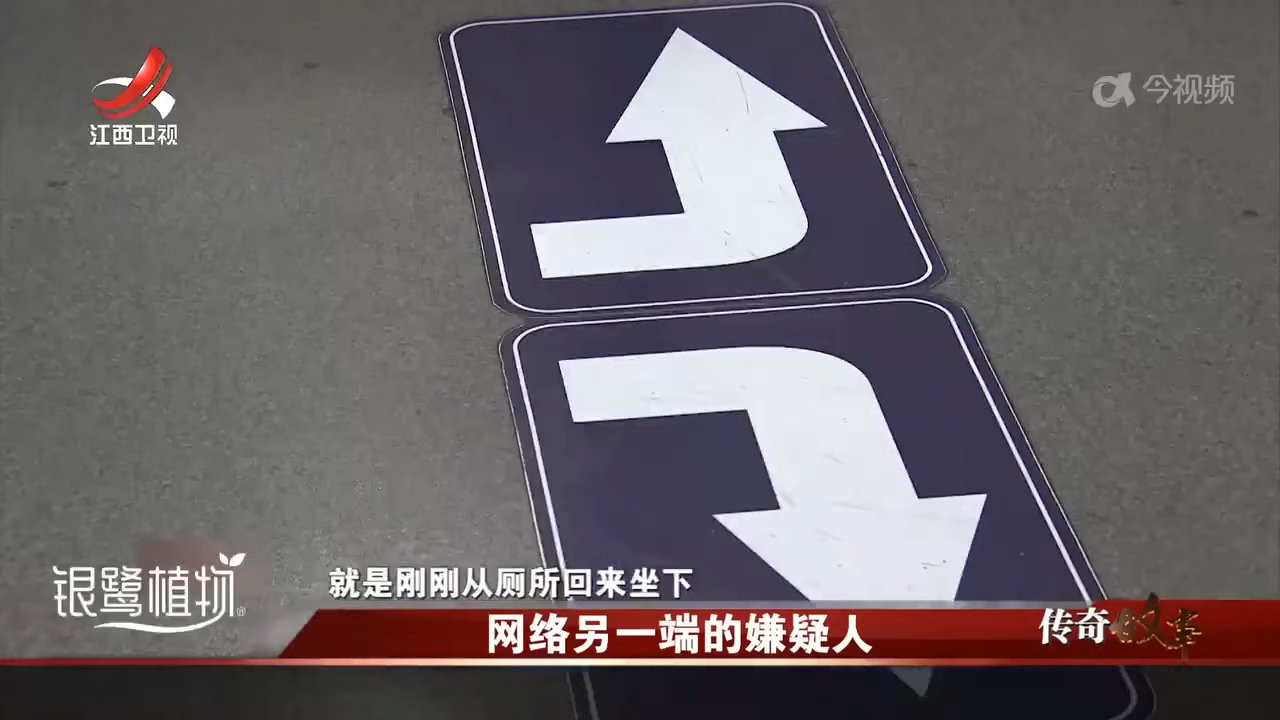 江西卫视
今视频
银鹭植物
就是刚刚从厕所回来坐下
网络另一端的嫌疑人
传奇故事